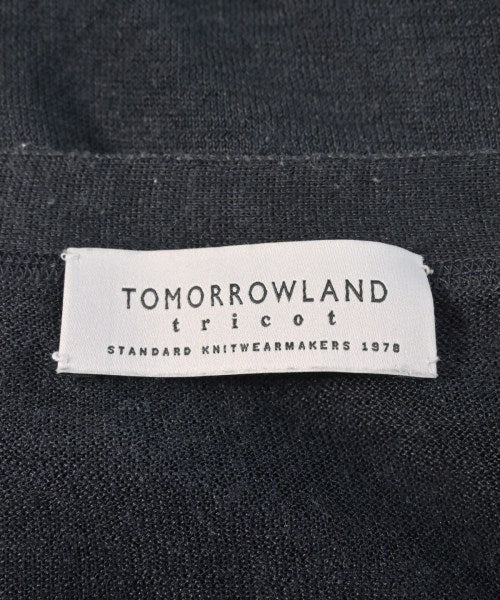 TOMORROWLAND
tricot
STANDARD KNITWEARMAKERS 1978